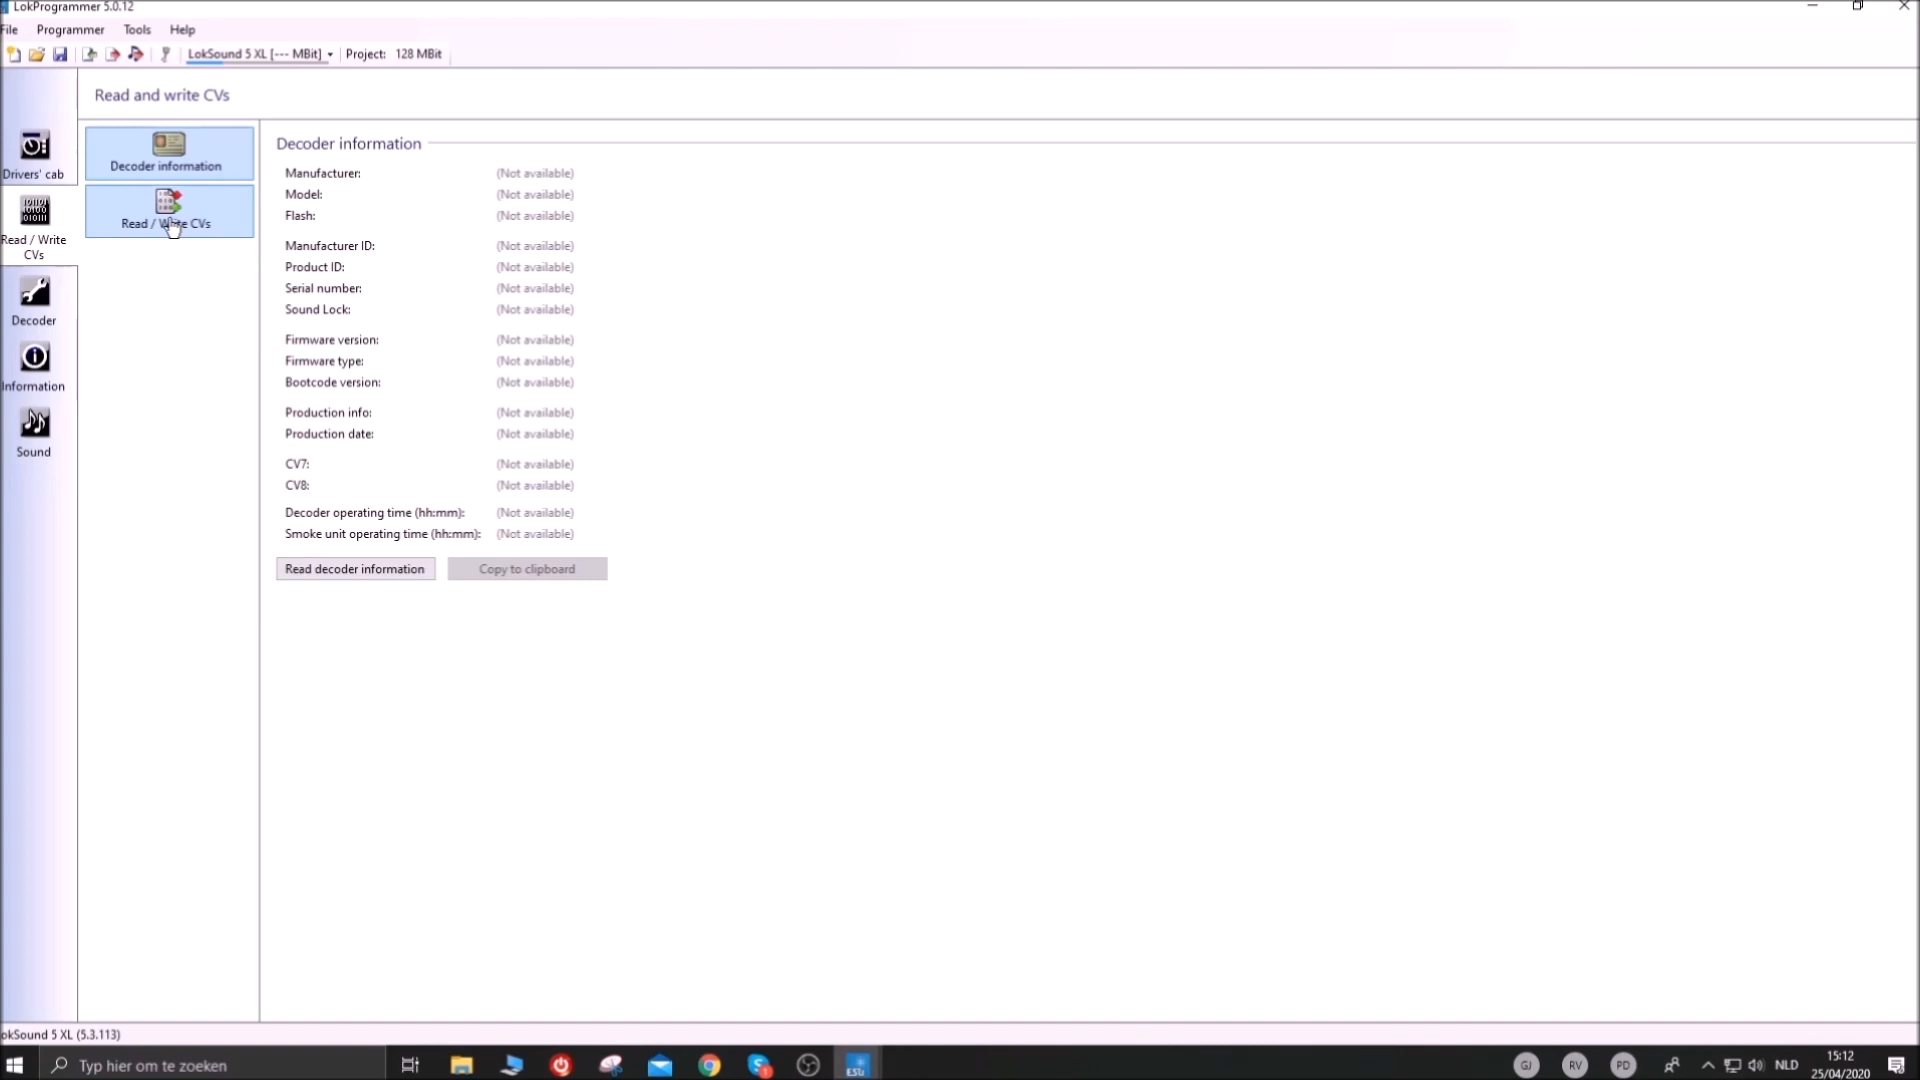 LokProgrammer 5.0.12
File Programmer Tools Help
LokSound 5 XL [--- MBit] Project: 128 MBit
Read and write CVs
Drivers' cab
Read / Write
CVs
Decoder
Information
Sound
Decoder information
Read / Write CVs
Decoder information
Manufacturer: (Not available)
Model: (Not available)
Flash: (Not available)
Manufacturer ID: (Not available)
Product ID: (Not available)
Serial number: (Not available)
Sound Lock: (Not available)
Firmware version: (Not available)
Firmware type: (Not available)
Bootcode version: (Not available)
Production info: (Not available)
Production date: (Not available)
CV7: (Not available)
CV8: (Not available)
Decoder operating time (hh:mm): (Not available)
Smoke unit operating time (hh:mm): (Not available)
Read decoder information Copy to clipboard
okSound 5 XL (5.3.113)
Typ hier om te zoeken
ESU
GJ RV PD NLD 15:12
25/04/2020